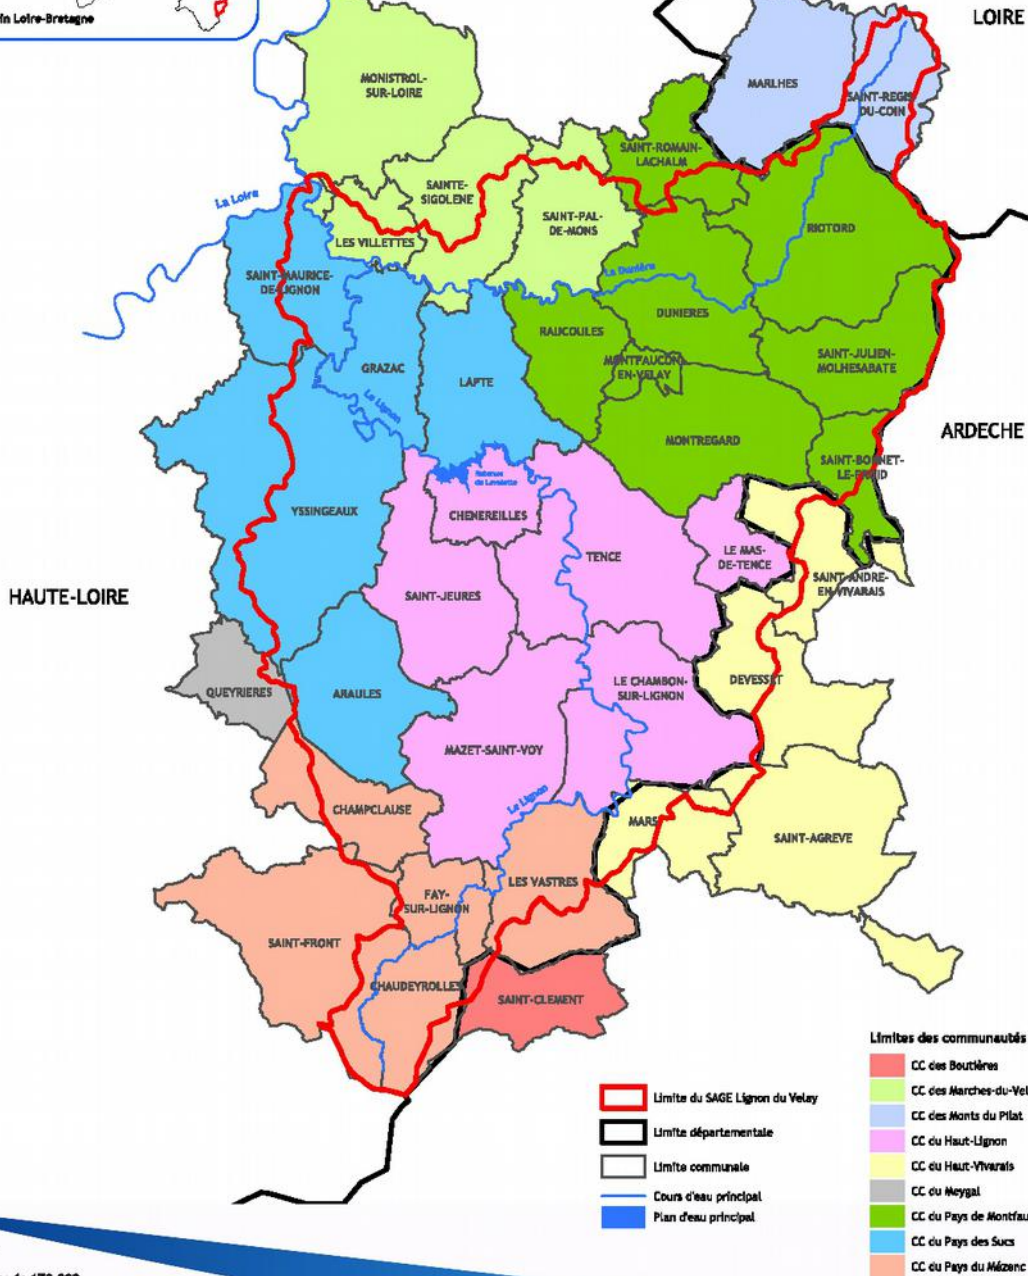 in Loire-Bretagne
LOIRE
MONISTROL-
SUR-LOIRE
MARLHES
SAINT-REGIS
DU-COIN
SAINT-ROMAIN-
LACHALM
SAINTE-
SIGOLENE
La Loire
SAINT-PAL-
DE-MONS
RIOTORD
LES VILLETTES
La Dunière
SAINT-MAURICE-
DE-LIGNON
DUNIERES
RAUCOULES
GRAZAC
LAPTE
MONTFAUCON-
EN-VELAY
SAINT-JULIEN-
MOLHESABATE
Le Lignon
ARDECHE
MONTREGARD
SAINT-BONNET-
LE-FROID
Retenue
de Lavalette
YSSINGEAUX
CHENEREILLES
TENCE
LE MAS-
DE-TENCE
SAINT-ANDRE-
EN-VIVARAIS
HAUTE-LOIRE
SAINT-JEURES
QUEYRIERES
ARAULES
LE CHAMBON-
SUR-LIGNON
DEVESSET
MAZET-SAINT-VOY
CHAMPCLAUSE
Le Lignon
MARS
SAINT-AGREVE
LES VASTRES
FAY-
SUR-LIGNON
SAINT-FRONT
CHAUDEYROLLES
SAINT-CLEMENT
Limite du SAGE Lignon du Velay
Limite départementale
Limite communale
Cours d'eau principal
Plan d'eau principal
Limites des communautés
CC des Boutières
CC des Marches-du-Vel
CC des Monts du Pilat
CC du Haut-Lignon
CC du Haut-Vivarais
CC du Meygal
CC du Pays de Montfau
CC du Pays des Sucs
CC du Pays du Mézenc